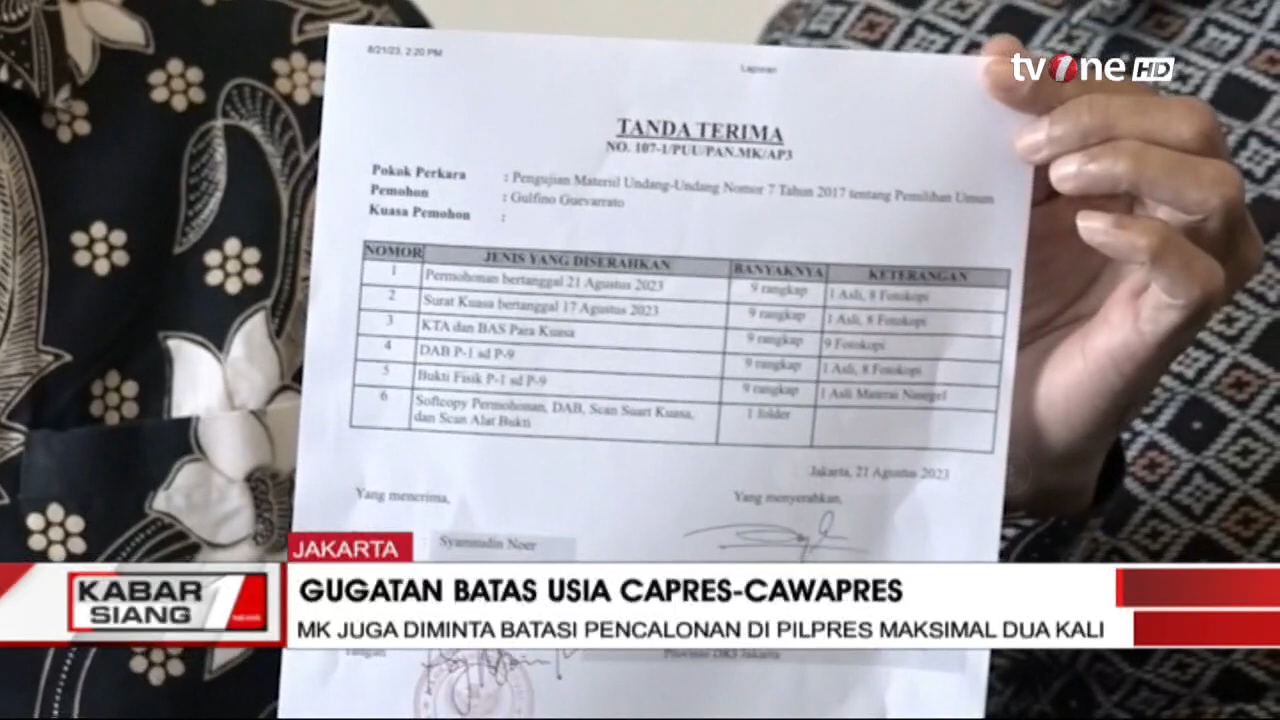 8/21/23, 2:20 PM
Laporan
tvOne HD
TANDA TERIMA
NO. 107-1/PUU/PAN.MK/AP3
Pokok Perkara : Pengujian Materiil Undang-Undang Nomor 7 Tahun 2017 tentang Pemilihan Umum
Pemohon : Gulfino Guevarrato
Kuasa Pemohon :
NOMOR JENIS YANG DISERAHKAN BANYAKNYA KETERANGAN
1 Permohonan bertanggal 21 Agustus 2023 9 rangkap 1 Asli, 8 Fotokopi
2 Surat Kuasa bertanggal 17 Agustus 2023 9 rangkap 1 Asli, 8 Fotokopi
3 KTA dan BAS Para Kuasa 9 rangkap 9 Fotokopi
4 DAB P-1 sd P-9 9 rangkap 1 Asli, 8 Fotokopi
5 Bukti Fisik P-1 sd P-9 9 rangkap 1 Asli Materai Nasegel
6 Softcopy Permohonan, DAB, Scan Suart Kuasa, 1 folder
dan Scan Alat Bukti
Jakarta, 21 Agustus 2023
Yang menerima, Yang menyerahkan,
: Syamsudin Noer
JAKARTA
KABAR SIANG 1 NEWS
GUGATAN BATAS USIA CAPRES-CAWAPRES
MK JUGA DIMINTA BATASI PENCALONAN DI PILPRES MAKSIMAL DUA KALI
Provinsi DKI Jakarta